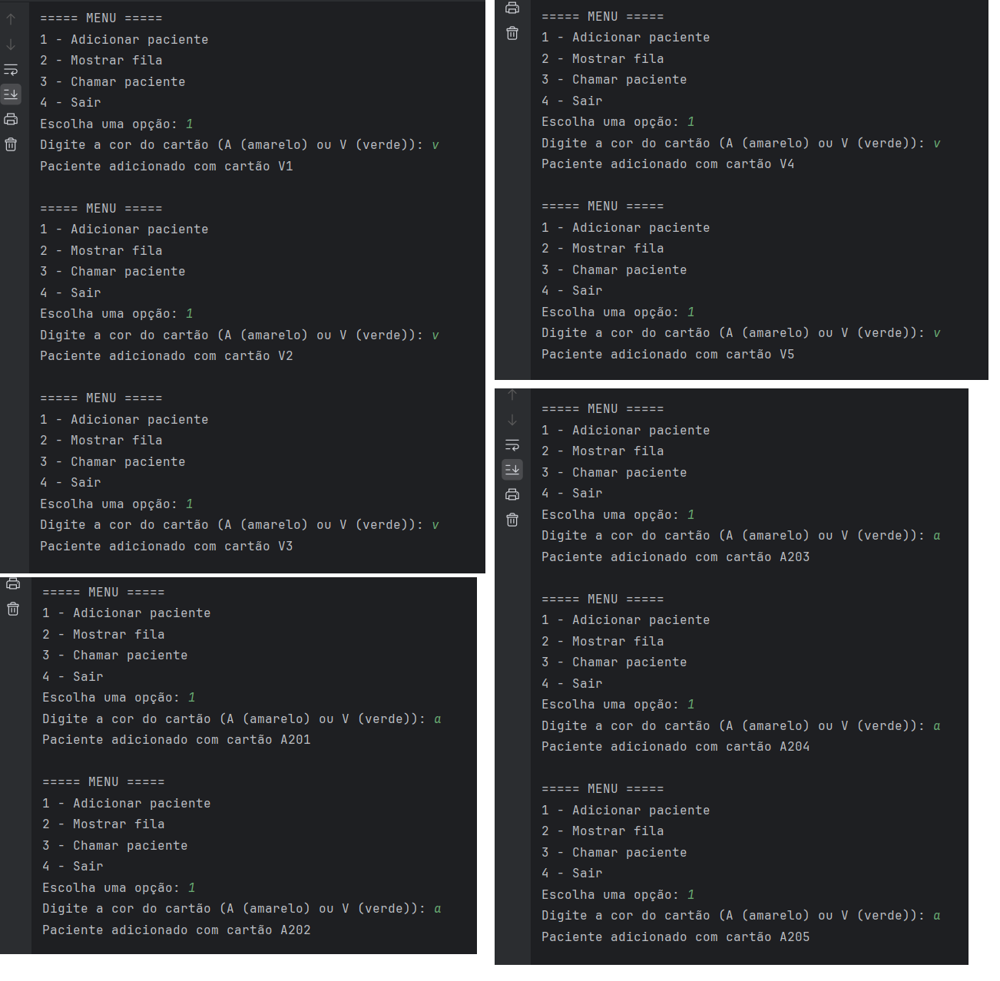 ===== MENU =====
1 - Adicionar paciente
2 - Mostrar fila
3 - Chamar paciente
4 - Sair
Escolha uma opção: 1
Digite a cor do cartão (A (amarelo) ou V (verde)): v
Paciente adicionado com cartão V1

===== MENU =====
1 - Adicionar paciente
2 - Mostrar fila
3 - Chamar paciente
4 - Sair
Escolha uma opção: 1
Digite a cor do cartão (A (amarelo) ou V (verde)): v
Paciente adicionado com cartão V2

===== MENU =====
1 - Adicionar paciente
2 - Mostrar fila
3 - Chamar paciente
4 - Sair
Escolha uma opção: 1
Digite a cor do cartão (A (amarelo) ou V (verde)): v
Paciente adicionado com cartão V3

===== MENU =====
1 - Adicionar paciente
2 - Mostrar fila
3 - Chamar paciente
4 - Sair
Escolha uma opção: 1
Digite a cor do cartão (A (amarelo) ou V (verde)): v
Paciente adicionado com cartão V4

===== MENU =====
1 - Adicionar paciente
2 - Mostrar fila
3 - Chamar paciente
4 - Sair
Escolha uma opção: 1
Digite a cor do cartão (A (amarelo) ou V (verde)): v
Paciente adicionado com cartão V5

===== MENU =====
1 - Adicionar paciente
2 - Mostrar fila
3 - Chamar paciente
4 - Sair
Escolha uma opção: 1
Digite a cor do cartão (A (amarelo) ou V (verde)): a
Paciente adicionado com cartão A201

===== MENU =====
1 - Adicionar paciente
2 - Mostrar fila
3 - Chamar paciente
4 - Sair
Escolha uma opção: 1
Digite a cor do cartão (A (amarelo) ou V (verde)): a
Paciente adicionado com cartão A202

===== MENU =====
1 - Adicionar paciente
2 - Mostrar fila
3 - Chamar paciente
4 - Sair
Escolha uma opção: 1
Digite a cor do cartão (A (amarelo) ou V (verde)): a
Paciente adicionado com cartão A203

===== MENU =====
1 - Adicionar paciente
2 - Mostrar fila
3 - Chamar paciente
4 - Sair
Escolha uma opção: 1
Digite a cor do cartão (A (amarelo) ou V (verde)): a
Paciente adicionado com cartão A204

===== MENU =====
1 - Adicionar paciente
2 - Mostrar fila
3 - Chamar paciente
4 - Sair
Escolha uma opção: 1
Digite a cor do cartão (A (amarelo) ou V (verde)): a
Paciente adicionado com cartão A205